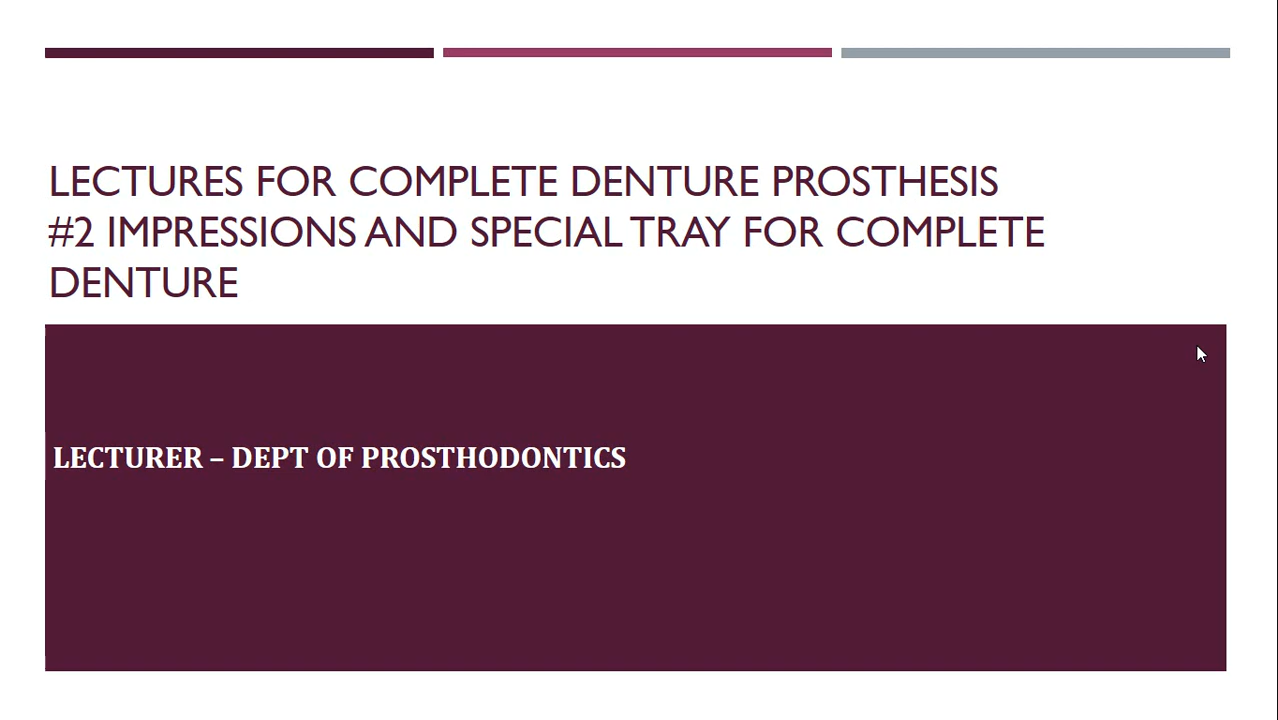 LECTURES FOR COMPLETE DENTURE PROSTHESIS
#2 IMPRESSIONS AND SPECIAL TRAY FOR COMPLETE
DENTURE
LECTURER – DEPT OF PROSTHODONTICS